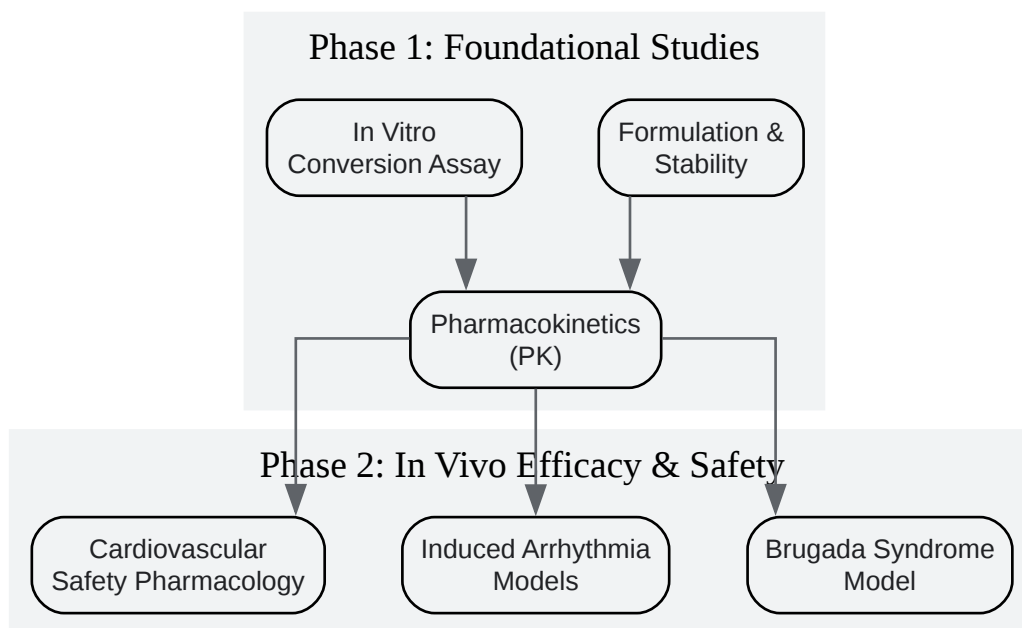 Phase 1: Foundational Studies
In Vitro
Conversion Assay
Formulation &
Stability
Pharmacokinetics
(PK)
Phase 2: In Vivo Efficacy & Safety
Cardiovascular
Safety Pharmacology
Induced Arrhythmia
Models
Brugada Syndrome
Model